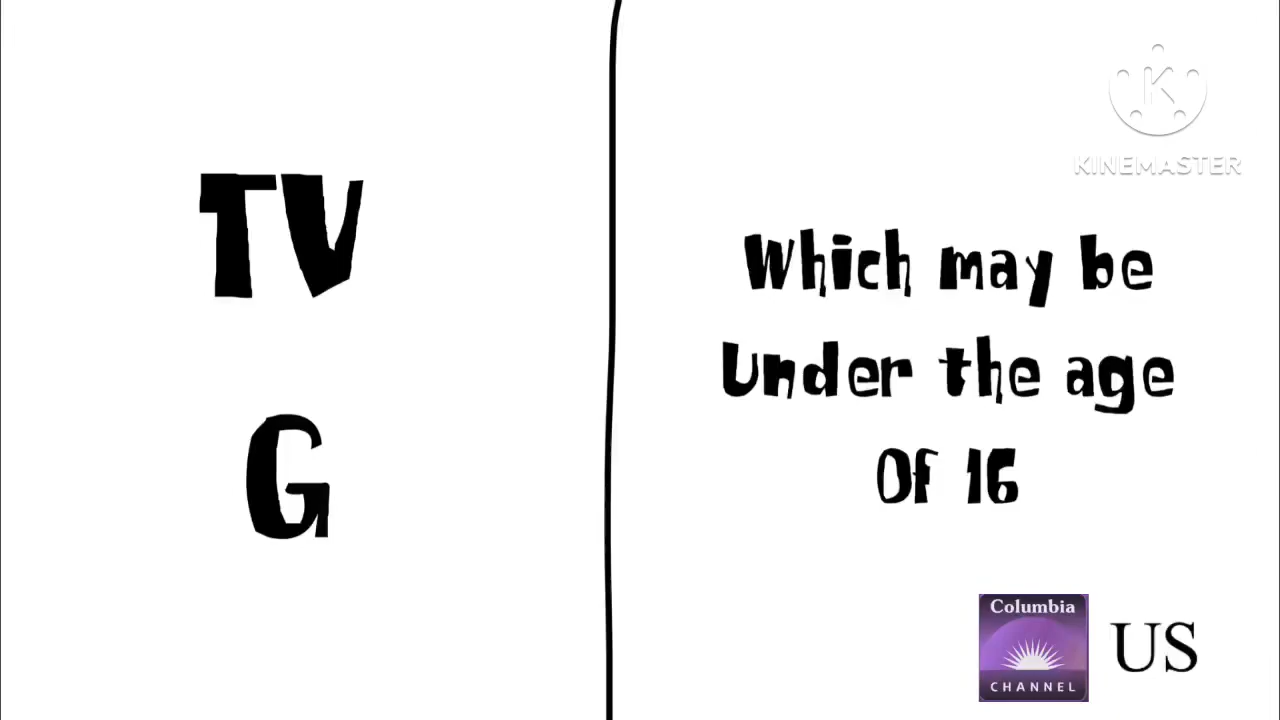 TV
G
KINEMASTER
Which may be
Under the age
Of 16
Columbia
CHANNEL
US